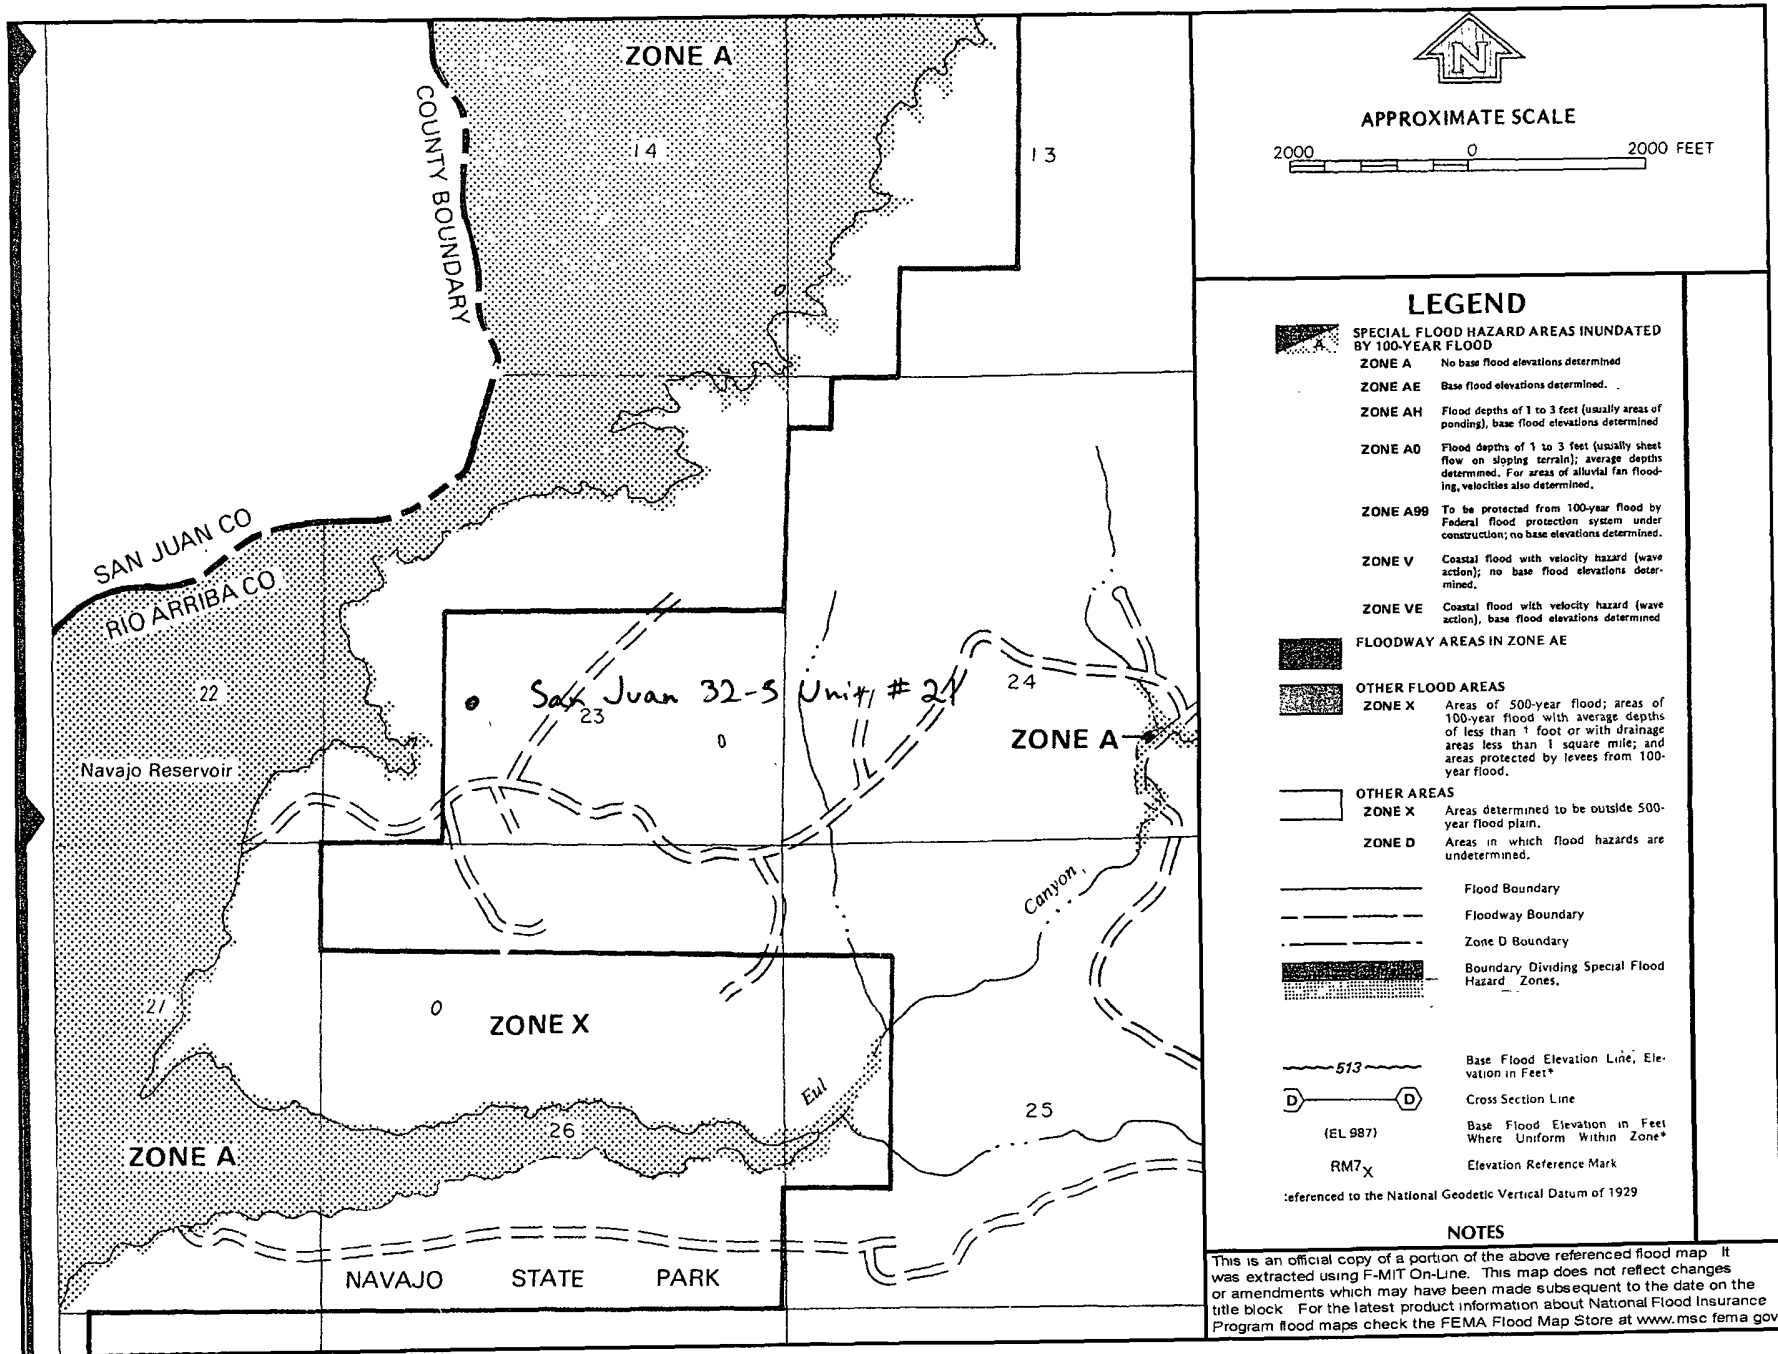 ZONE A
COUNTY BOUNDARY
14
13
SAN JUAN CO
RIO ARRIBA CO
22
San Juan 32-5 Unit # 21
23
24
ZONE A
Navajo Reservoir
Canyon
21
ZONE X
Eul
25
26
ZONE A
NAVAJO STATE PARK
N
APPROXIMATE SCALE
2000 0 2000 FEET
LEGEND
A
SPECIAL FLOOD HAZARD AREAS INUNDATED
BY 100-YEAR FLOOD
ZONE A No base flood elevations determined
ZONE AE Base flood elevations determined.
ZONE AH Flood depths of 1 to 3 feet (usually areas of
ponding), base flood elevations determined
ZONE AO Flood depths of 1 to 3 feet (usually sheet
flow on sloping terrain); average depths
determined. For areas of alluvial fan flood-
ing, velocities also determined.
ZONE A99 To be protected from 100-year flood by
Federal flood protection system under
construction; no base elevations determined.
ZONE V Coastal flood with velocity hazard (wave
action); no base flood elevations deter-
mined.
ZONE VE Coastal flood with velocity hazard (wave
action), base flood elevations determined
FLOODWAY AREAS IN ZONE AE
OTHER FLOOD AREAS
ZONE X Areas of 500-year flood; areas of
100-year flood with average depths
of less than 1 foot or with drainage
areas less than 1 square mile; and
areas protected by levees from 100-
year flood.
OTHER AREAS
ZONE X Areas determined to be outside 500-
year flood plain.
ZONE D Areas in which flood hazards are
undetermined.
Flood Boundary
Floodway Boundary
Zone D Boundary
Boundary Dividing Special Flood
Hazard Zones.
513 Base Flood Elevation Line, Ele-
vation in Feet*
D D Cross Section Line
(EL 987) Base Flood Elevation in Feet
Where Uniform Within Zone*
RM7X Elevation Reference Mark
:eferenced to the National Geodetic Vertical Datum of 1929
NOTES
This is an official copy of a portion of the above referenced flood map It
was extracted using F-MIT On-Line. This map does not reflect changes
or amendments which may have been made subsequent to the date on the
title block For the latest product information about National Flood Insurance
Program flood maps check the FEMA Flood Map Store at www.msc fema gov